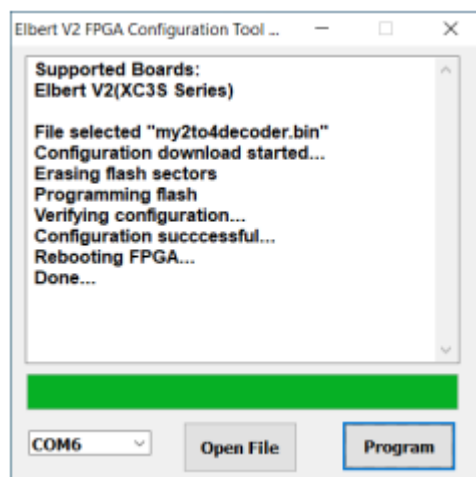 Elbert V2 FPGA Configuration Tool ...
Supported Boards:
Elbert V2(XC3S Series)
File selected "my2to4decoder.bin"
Configuration download started...
Erasing flash sectors
Programming flash
Verifying configuration...
Configuration succcessful...
Rebooting FPGA...
Done...
COM6
Open File
Program